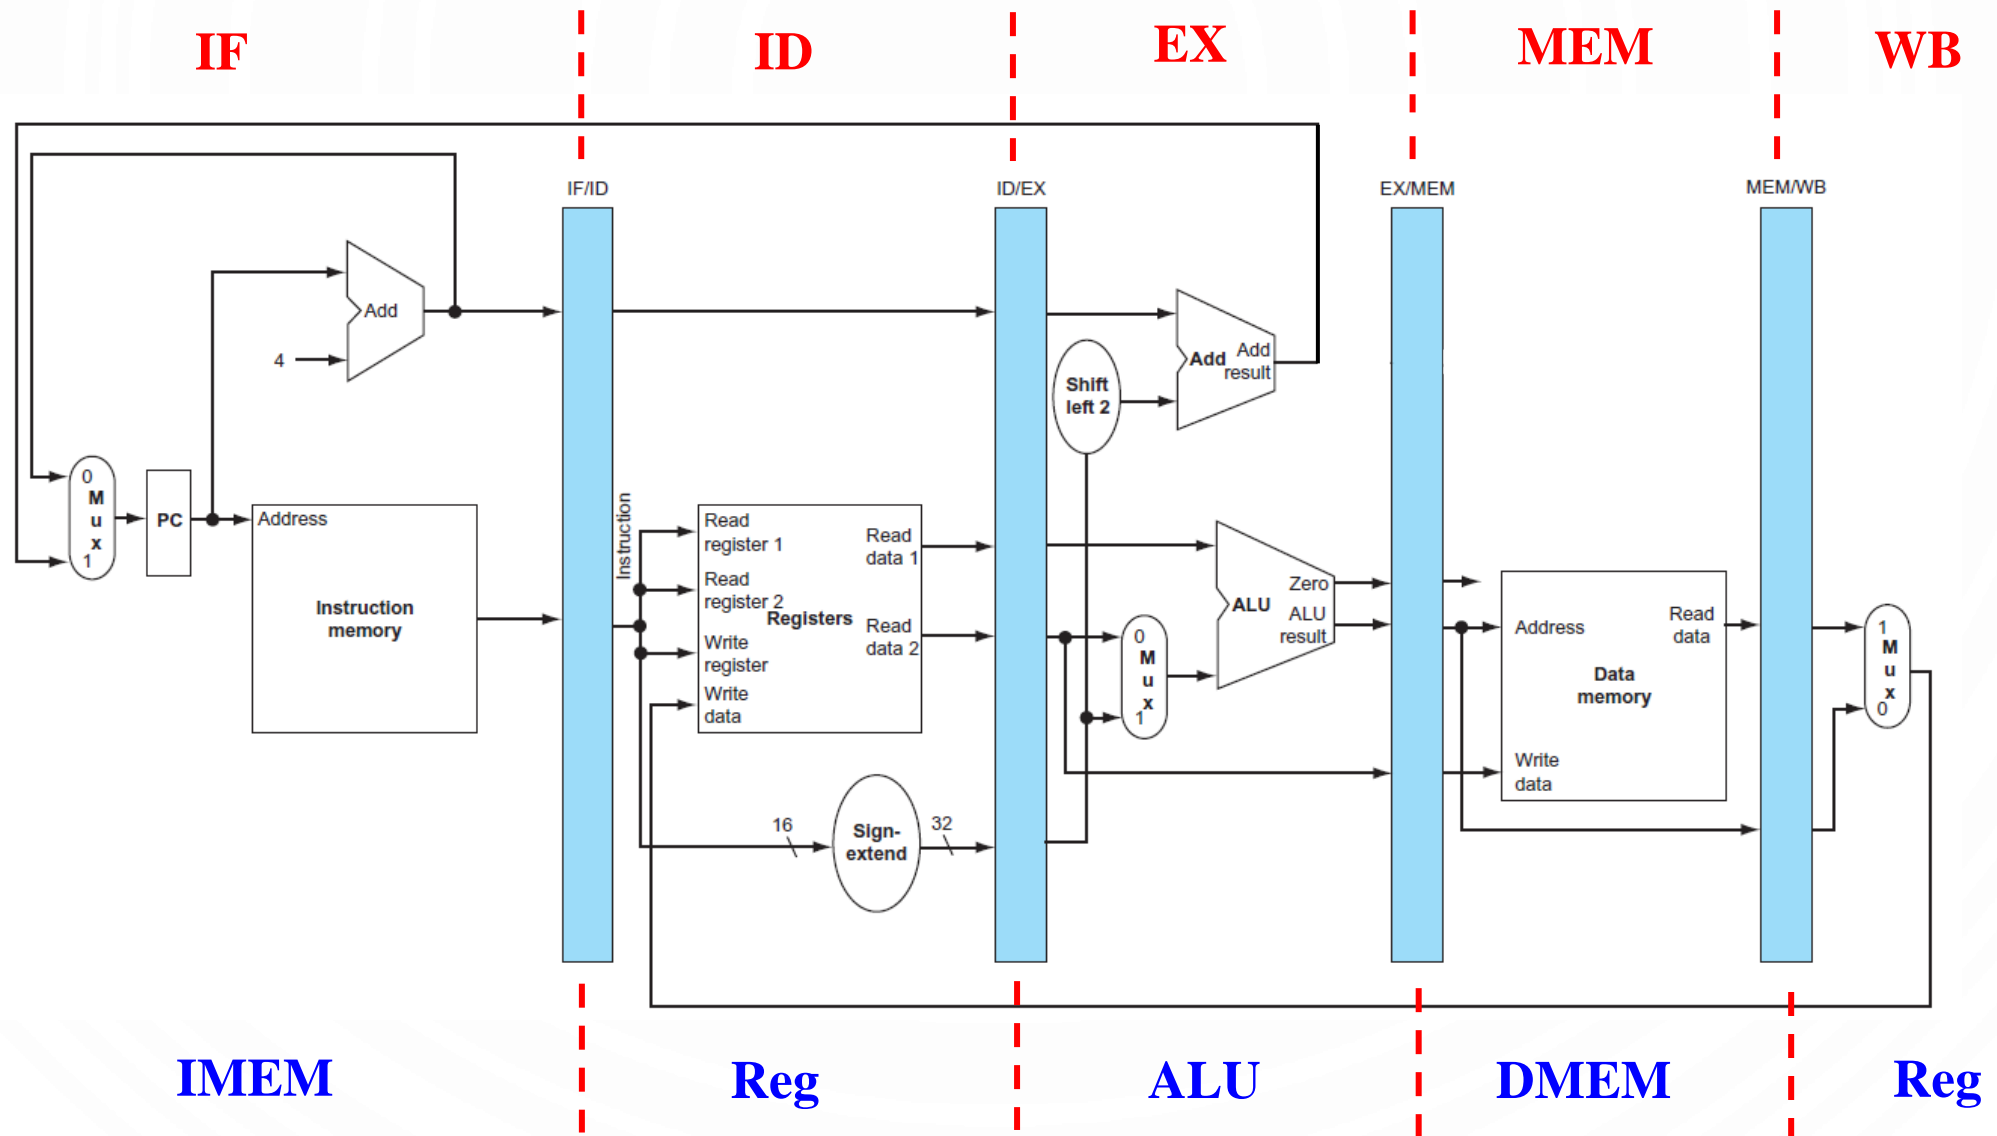 IF
ID
EX
MEM
WB
IF/ID
ID/EX
EX/MEM
MEM/WB
Add
4
Add
Add
result
Shift
left 2
0
M
u
x
1
PC
Address
Instruction
memory
Instruction
Read
register 1
Read
register 2
Write
register
Write
data
Registers
Read
data 1
Read
data 2
16
Sign-
extend
32
0
M
u
x
1
ALU
Zero
ALU
result
Address
Read
data
Data
memory
Write
data
1
M
u
x
0
IMEM
Reg
ALU
DMEM
Reg